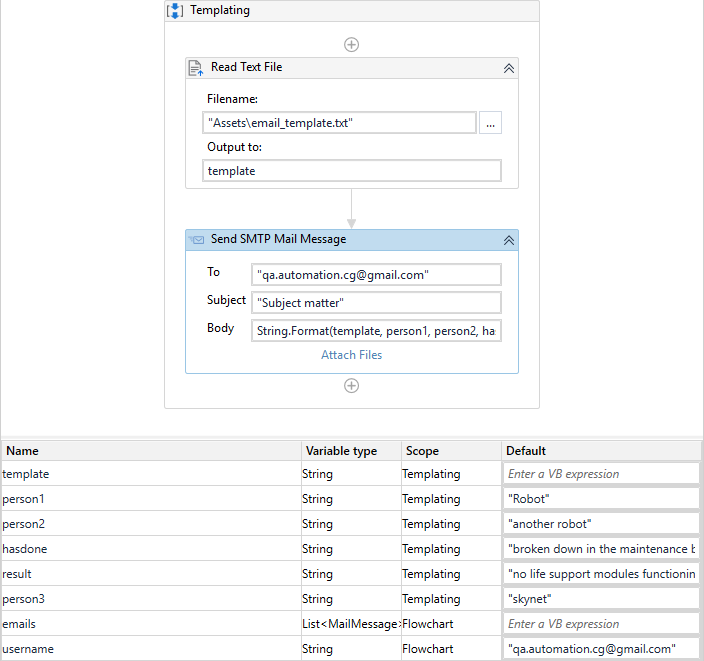 Templating
Read Text File
Filename:
"Assets\email_template.txt"
...
Output to:
template
Send SMTP Mail Message
To
"qa.automation.cg@gmail.com"
Subject
"Subject matter"
Body
String.Format(template, person1, person2, ha
Attach Files
Name Variable type Scope Default
template String Templating Enter a VB expression
person1 String Templating "Robot"
person2 String Templating "another robot"
hasdone String Templating "broken down in the maintenance b
result String Templating "no life support modules functionin
person3 String Templating "skynet"
emails List<MailMessage> Flowchart Enter a VB expression
username String Flowchart "qa.automation.cg@gmail.com"